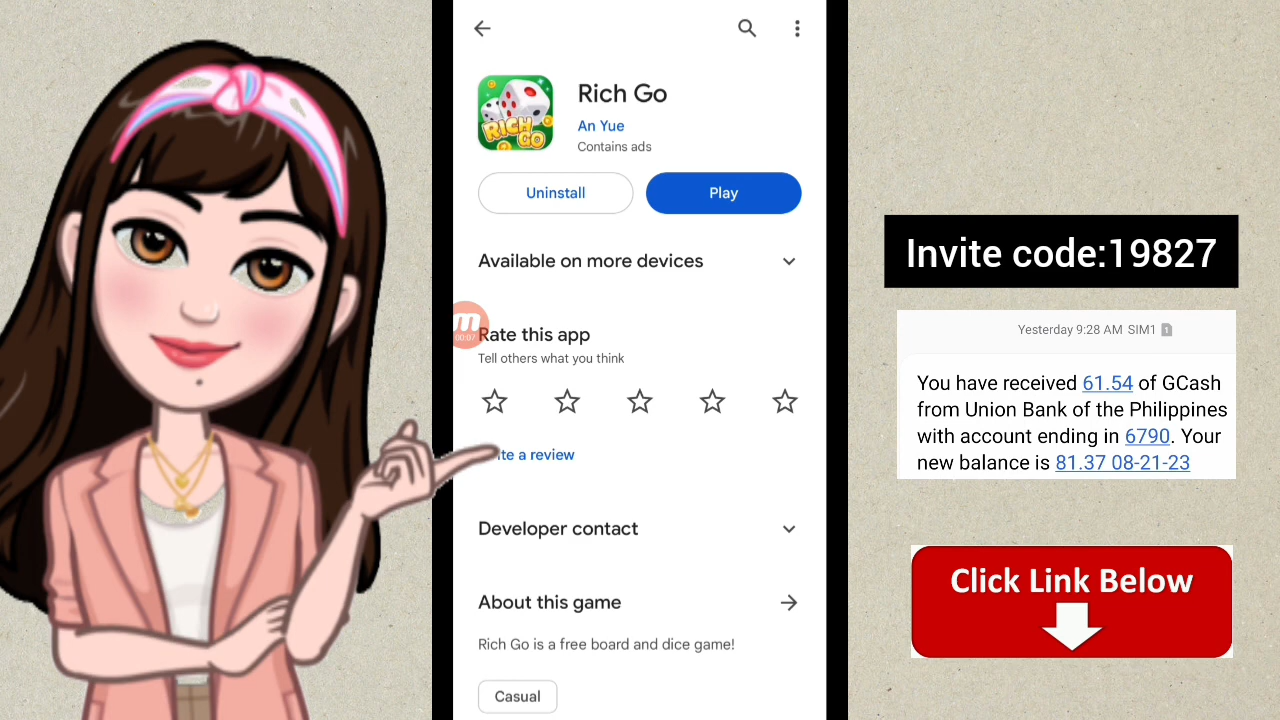 Rich Go
An Yue
Contains ads
RICH
GO
Uninstall
Play
Available on more devices
00:07
Rate this app
Tell others what you think
te a review
Developer contact
About this game
Rich Go is a free board and dice game!
Casual
Invite code:19827
Yesterday 9:28 AM SIM1 1
You have received 61.54 of GCash
from Union Bank of the Philippines
with account ending in 6790. Your
new balance is 81.37 08-21-23
Click Link Below